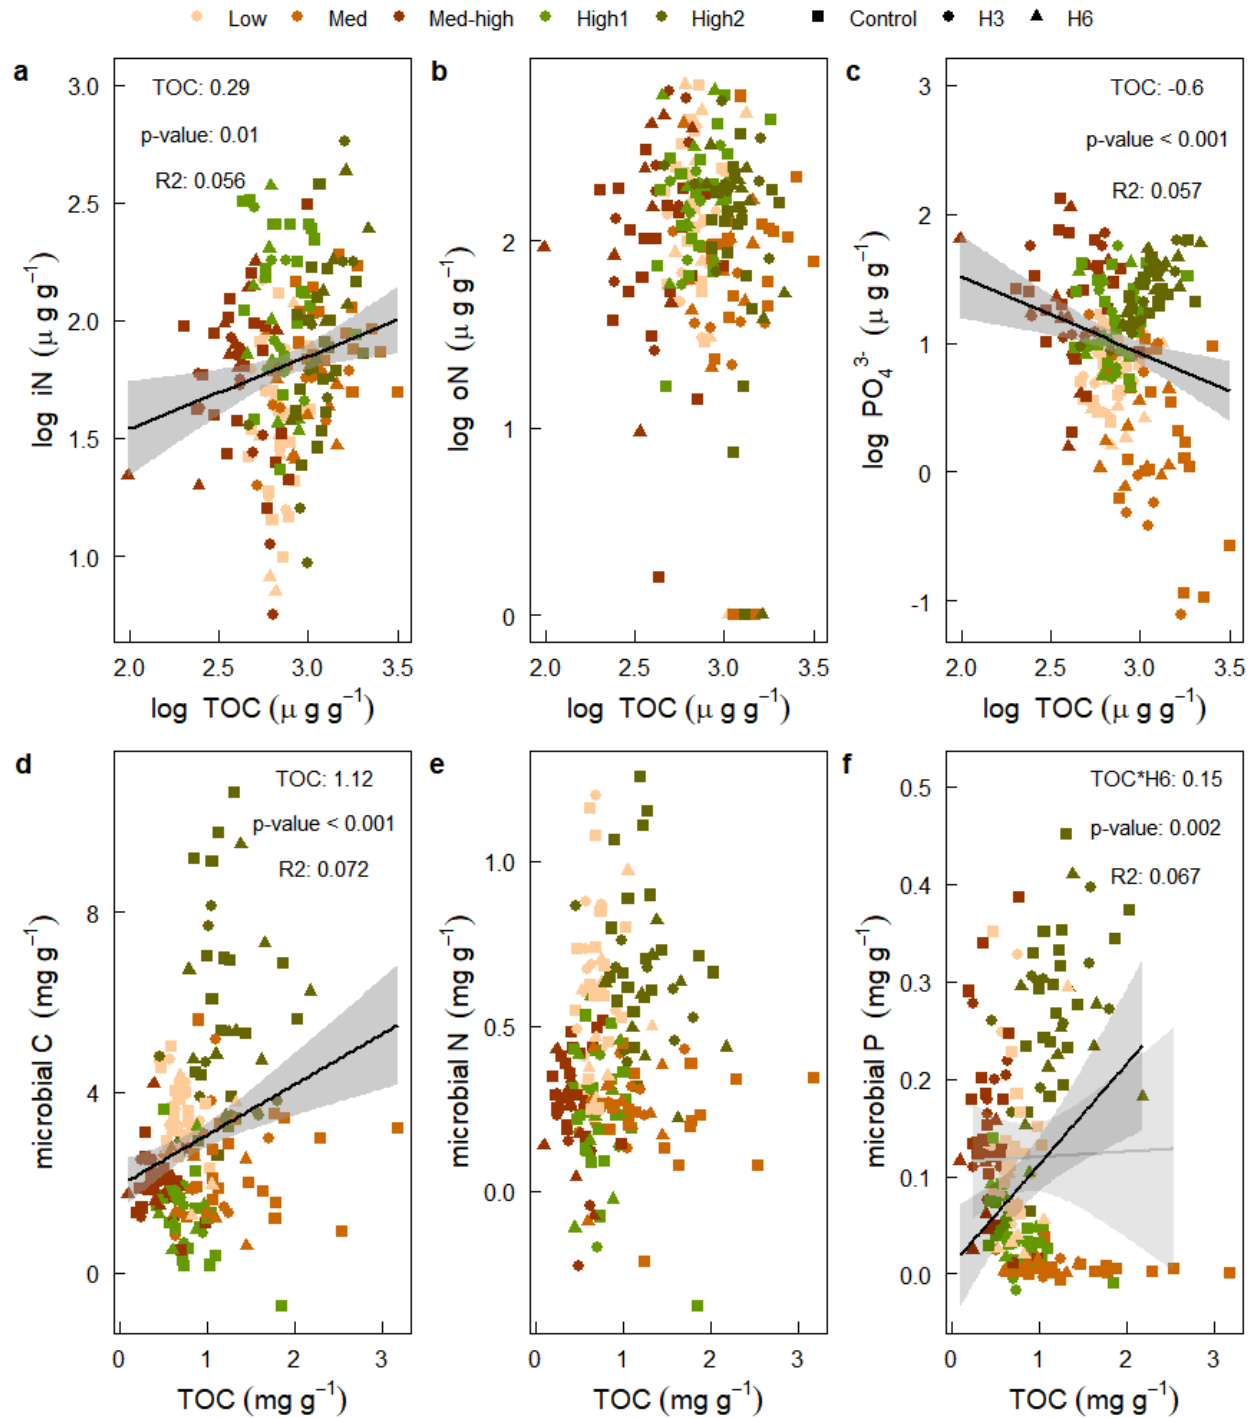 Low Med Med-high High1 High2 Control H3 H6
a
TOC: 0.29
p-value: 0.01
R2: 0.056
3.0
2.5
2.0
1.5
1.0
log iN (μ g g⁻¹)
2.0 2.5 3.0 3.5
log TOC (μ g g⁻¹)
b
2
1
0
log oN (μ g g⁻¹)
2.0 2.5 3.0 3.5
log TOC (μ g g⁻¹)
c
TOC: -0.6
p-value < 0.001
R2: 0.057
3
2
1
0
-1
log PO₄³⁻ (μ g g⁻¹)
2.0 2.5 3.0 3.5
log TOC (μ g g⁻¹)
d
TOC: 1.12
p-value < 0.001
R2: 0.072
8
4
0
microbial C (mg g⁻¹)
0 1 2 3
TOC (mg g⁻¹)
e
1.0
0.5
0.0
microbial N (mg g⁻¹)
0 1 2 3
TOC (mg g⁻¹)
f
TOC*H6: 0.15
p-value: 0.002
R2: 0.067
0.5
0.4
0.3
0.2
0.1
0.0
microbial P (mg g⁻¹)
0 1 2 3
TOC (mg g⁻¹)